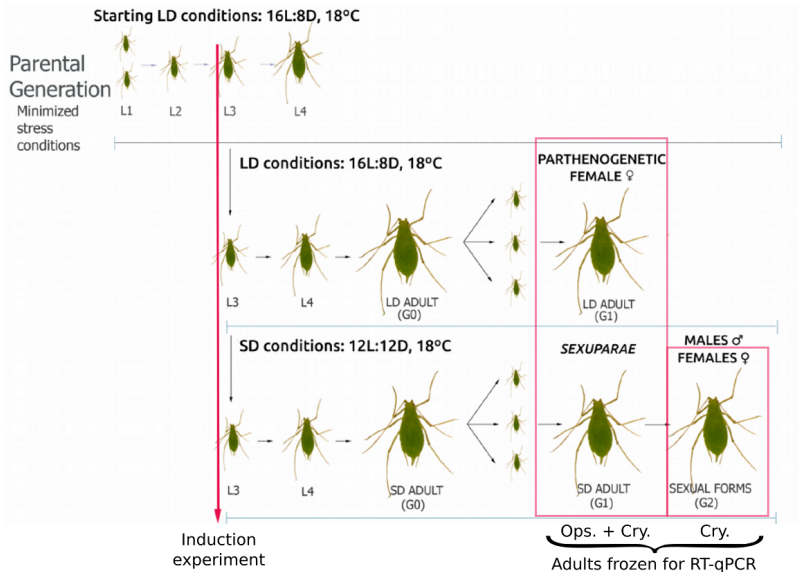 Starting LD conditions: 16L:8D, 18ºC
Parental
Generation
Minimized
stress
conditions
L1
L2
L3
L4
LD conditions: 16L:8D, 18ºC
PARTHENOGENETIC
FEMALE ♀
L3
L4
LD ADULT
(G0)
LD ADULT
(G1)
SD conditions: 12L:12D, 18ºC
SEXUPARAE
MALES ♂
FEMALES ♀
L3
L4
SD ADULT
(G0)
SD ADULT
(G1)
SEXUAL FORMS
(G2)
Induction
experiment
Ops. + Cry.
Cry.
Adults frozen for RT-qPCR